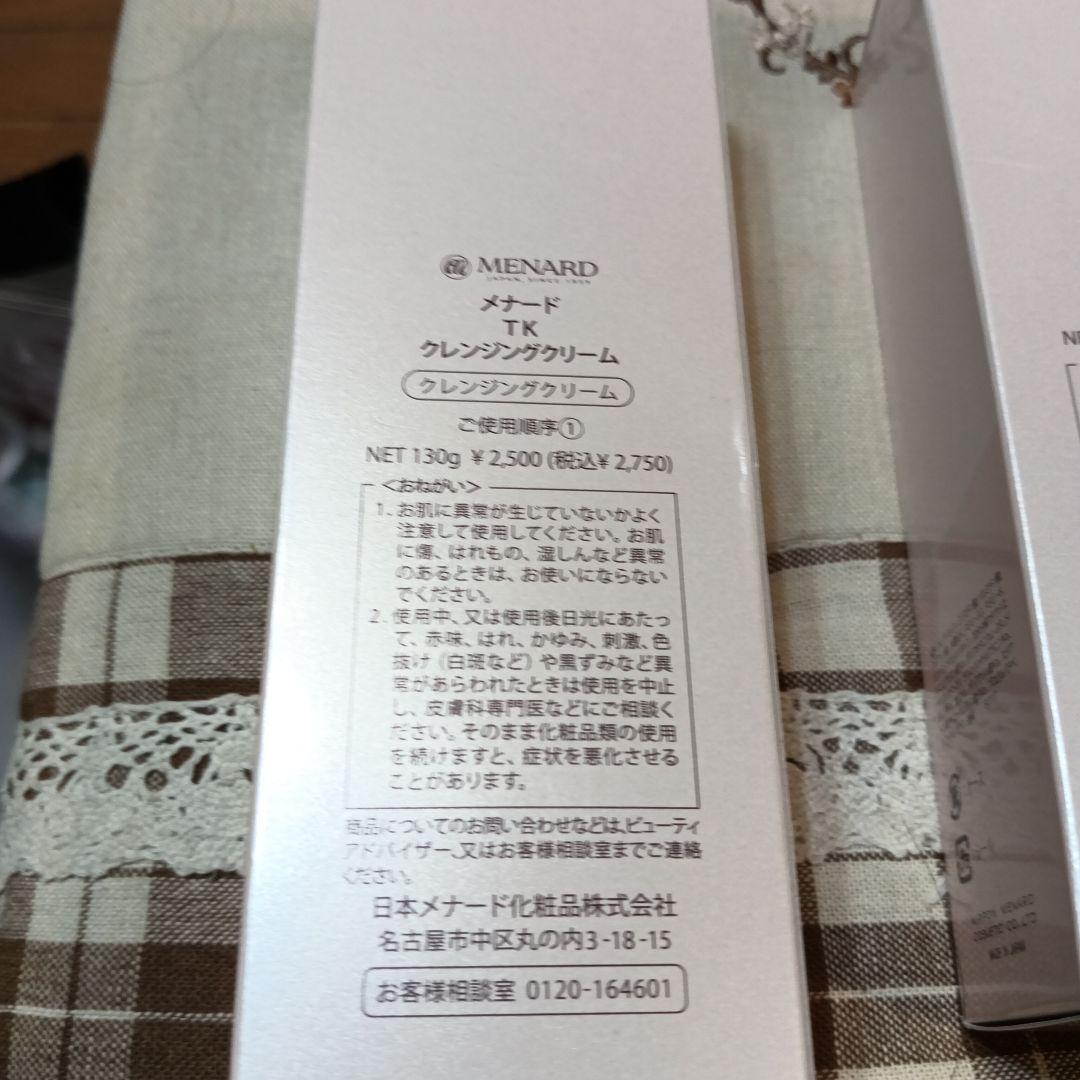 MENARD
JAPAN, SINCE 1959
メナード
TK
クレンジングクリーム
クレンジングクリーム
ご使用順序①
NET 130g ¥2,500 (税込¥2,750)
<おねがい>
1. お肌に異常が生じていないかよく
注意して使用してください。お肌
に傷、はれもの、湿しんなど異常
のあるときは、お使いにならない
でください。
2. 使用中、又は使用後日光にあたっ
て、赤味、はれ、かゆみ、刺激、色
抜け（白斑など）や黒ずみなど異
常があらわれたときは使用を中止
し、皮膚科専門医などにご相談く
ださい。そのまま化粧品類の使用
を続けますと、症状を悪化させる
ことがあります。
商品についてのお問い合わせなどは、ビューティ
アドバイザー、又はお客様相談室までご連絡
ください。
日本メナード化粧品株式会社
名古屋市中区丸の内3-18-15
お客様相談室 0120-164601
NIPPON MENARD
COSMETIC CO., LTD